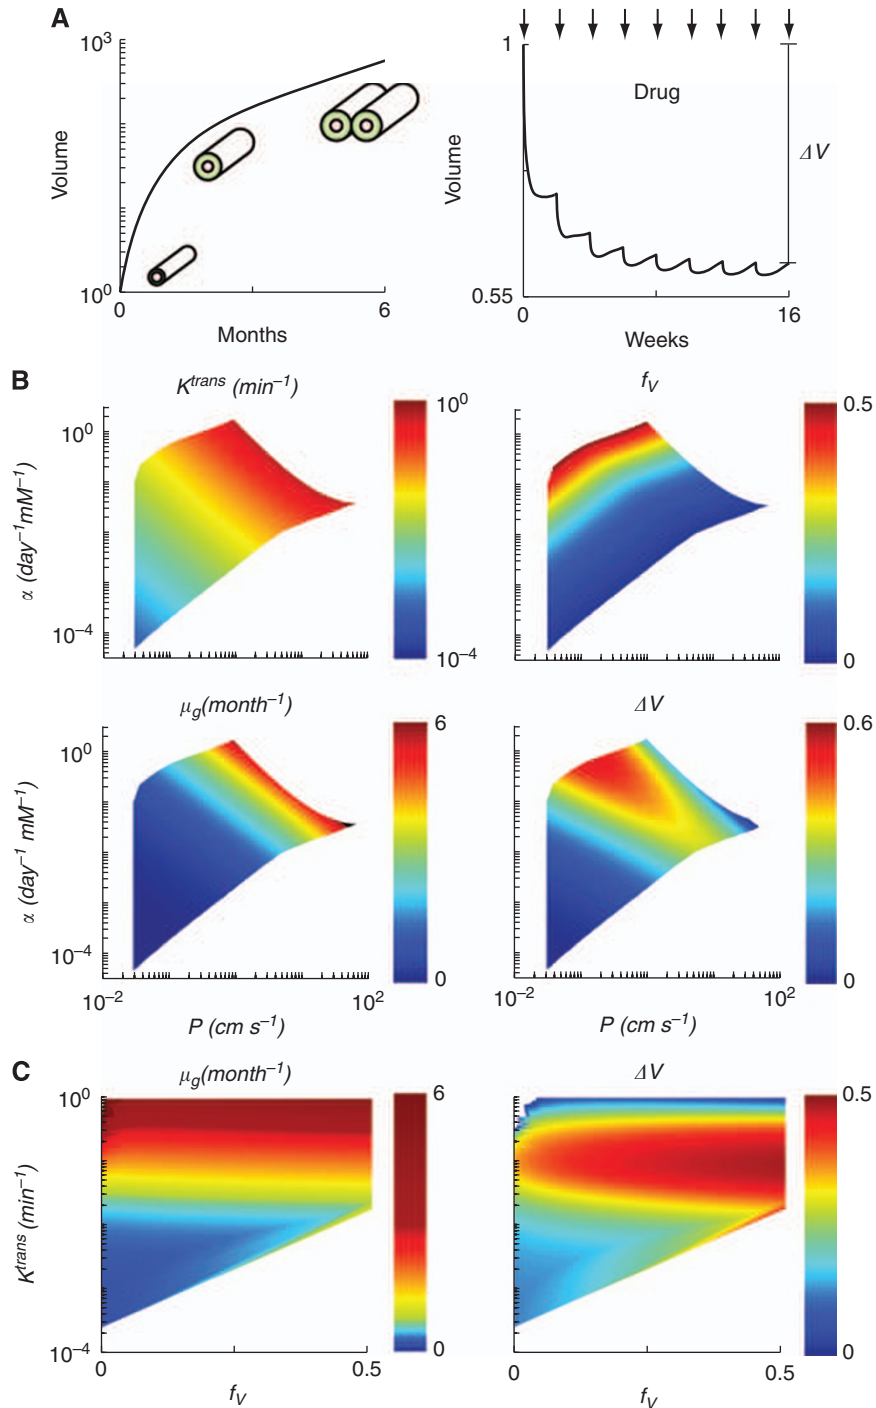 A
10³
Volume
10⁰
0
6
Months
1
Drug
Volume
ΔV
0.55
0
16
Weeks
B
Kᵗʳᵃⁿˢ (min⁻¹)
10⁰
α (day⁻¹mM⁻¹)
10⁻⁴
10⁰
10⁻⁴
f_V
0.5
0
μ_g(month⁻¹)
10⁰
α (day⁻¹ mM⁻¹)
10⁻⁴
10⁻²
10²
P (cm s⁻¹)
6
0
ΔV
0.6
0
10⁻²
10²
P (cm s⁻¹)
C
μ_g(month⁻¹)
10⁰
Kᵗʳᵃⁿˢ (min⁻¹)
10⁻⁴
0
0.5
f_V
6
0
ΔV
0.5
0
0
0.5
f_V